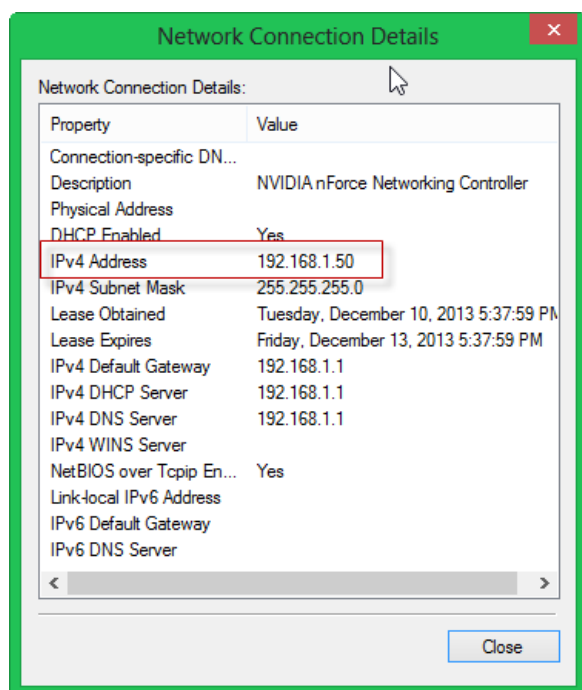 Network Connection Details
Network Connection Details:
Property Value
Connection-specific DN...
Description NVIDIA nForce Networking Controller
Physical Address
DHCP Enabled Yes
IPv4 Address 192.168.1.50
IPv4 Subnet Mask 255.255.255.0
Lease Obtained Tuesday, December 10, 2013 5:37:59 PM
Lease Expires Friday, December 13, 2013 5:37:59 PM
IPv4 Default Gateway 192.168.1.1
IPv4 DHCP Server 192.168.1.1
IPv4 DNS Server 192.168.1.1
IPv4 WINS Server
NetBIOS over Tcpip En... Yes
Link-local IPv6 Address
IPv6 Default Gateway
IPv6 DNS Server
Close